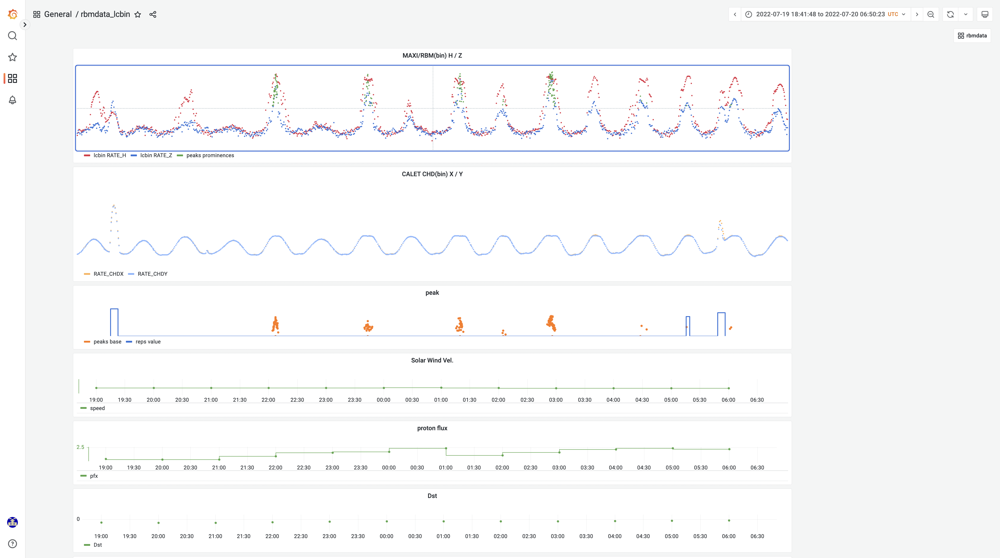 General / rbmdata_lcbin
2022-07-19 18:41:48 to 2022-07-20 06:50:23 UTC
rbmdata
MAXI/RBM(bin) H / Z
lcbin RATE_H lcbin RATE_Z peaks prominences
CALET CHD(bin) X / Y
RATE_CHDX RATE_CHDY
peak
peaks base reps value
Solar Wind Vel.
19:00 19:30 20:00 20:30 21:00 21:30 22:00 22:30 23:00 23:30 00:00 00:30 01:00 01:30 02:00 02:30 03:00 03:30 04:00 04:30 05:00 05:30 06:00 06:30
speed
proton flux
2.5
19:00 19:30 20:00 20:30 21:00 21:30 22:00 22:30 23:00 23:30 00:00 00:30 01:00 01:30 02:00 02:30 03:00 03:30 04:00 04:30 05:00 05:30 06:00 06:30
pfx
Dst
0
19:00 19:30 20:00 20:30 21:00 21:30 22:00 22:30 23:00 23:30 00:00 00:30 01:00 01:30 02:00 02:30 03:00 03:30 04:00 04:30 05:00 05:30 06:00 06:30
Dst